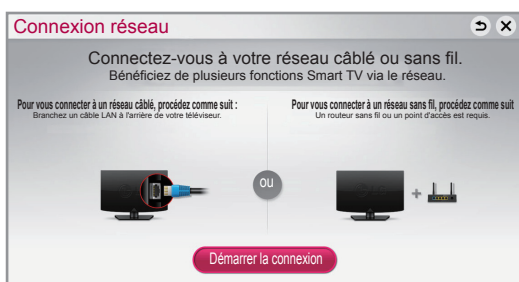 Connexion réseau
Connectez-vous à votre réseau câblé ou sans fil.
Bénéficiez de plusieurs fonctions Smart TV via le réseau.
Pour vous connecter à un réseau câblé, procédez comme suit :
Branchez un câble LAN à l'arrière de votre téléviseur.
Pour vous connecter à un réseau sans fil, procédez comme suit
Un routeur sans fil ou un point d'accès est requis.
ou
Démarrer la connexion